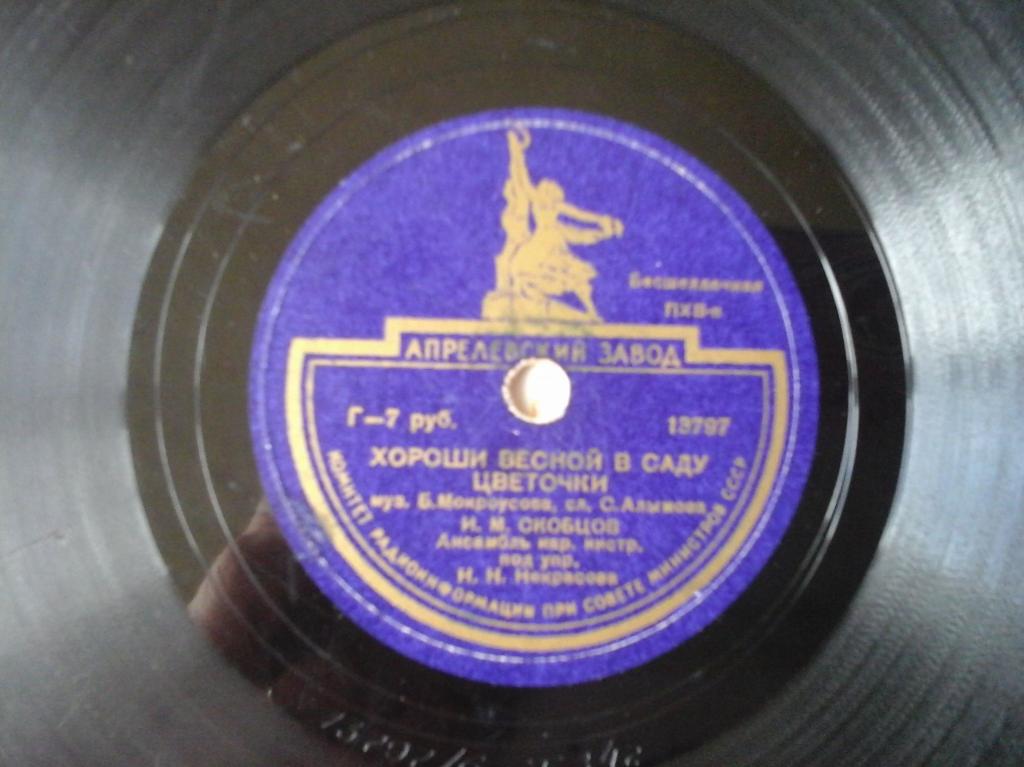 Бесшеллачная
ПХВ-я
АПРЕЛЕВСКИЙ ЗАВОД
Г—7 руб. 13797
ХОРОШИ ВЕСНОЙ В САДУ
ЦВЕТОЧКИ
муз. Б.Мокроусова, сл. С.Алымова
И. М. СКОБЦОВ
Ансамбль нар. инстр.
под упр.
Н. Н. Некрасова
КОМИТЕТ РАДИОИНФОРМАЦИИ ПРИ СОВЕТЕ МИНИСТРОВ СССР